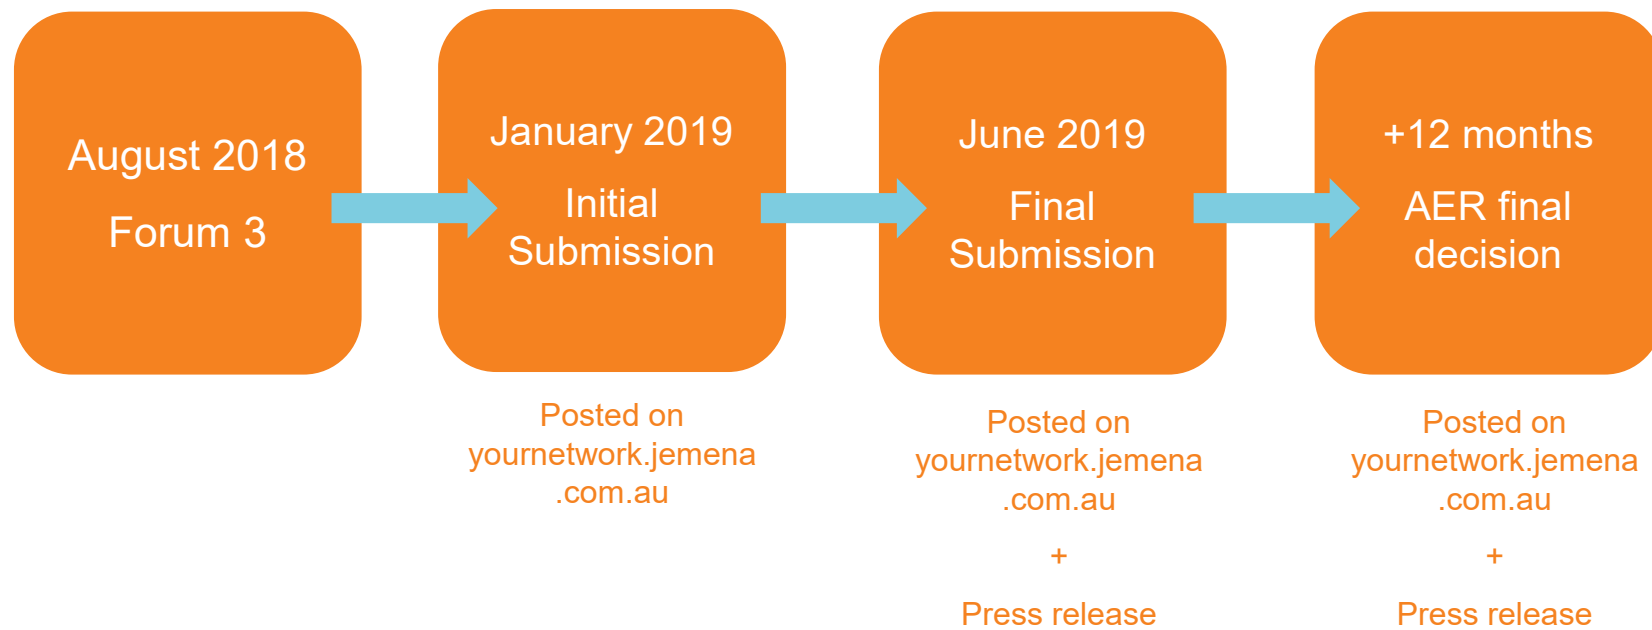 August 2018
Forum 3
January 2019
Initial
Submission
June 2019
Final
Submission
+12 months
AER final
decision
Posted on
yournetwork.jemena
.com.au
Posted on
yournetwork.jemena
.com.au
+
Press release
Posted on
yournetwork.jemena
.com.au
+
Press release